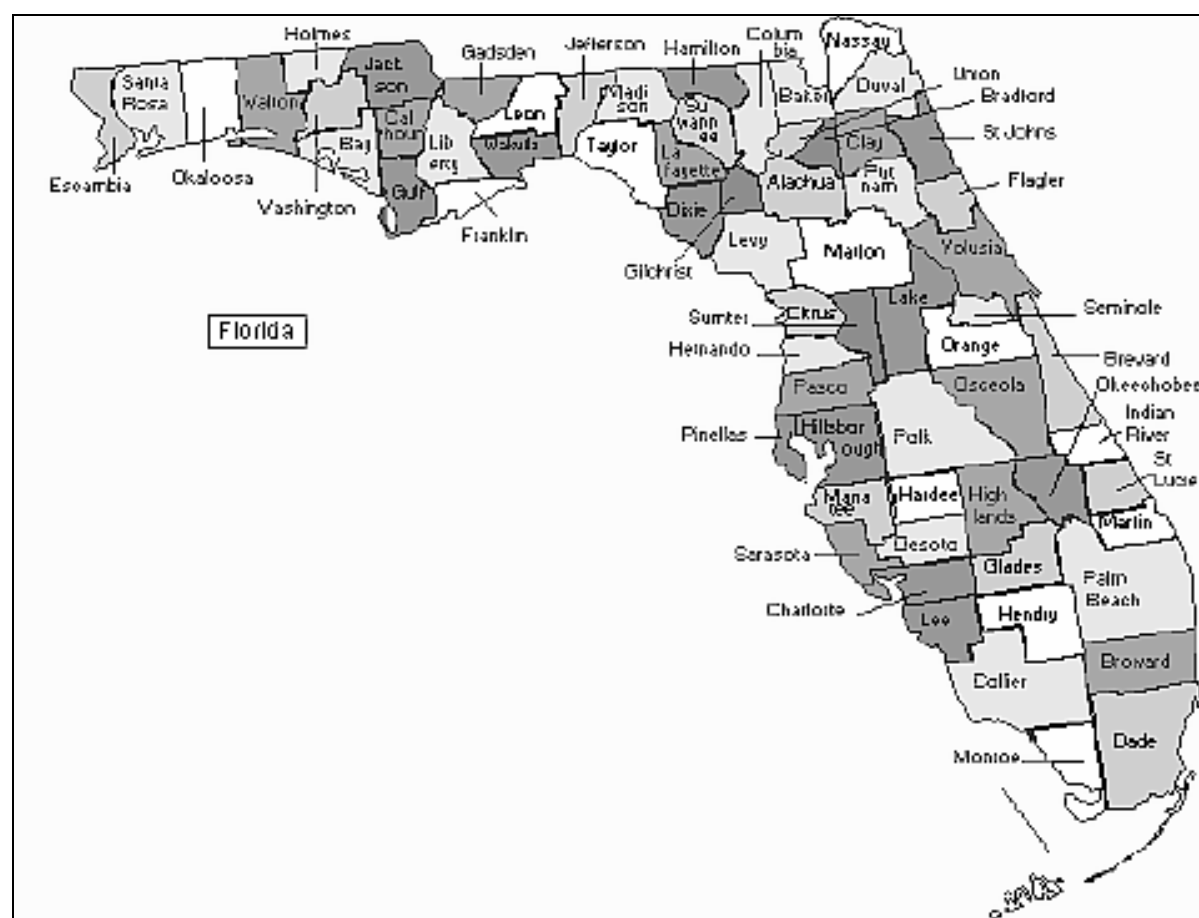 Holmes
Gadsden
Jefferson
Hamilton
Colum
bia
Nassau
Union
Bradford
Santa
Rosa
Walton
Jack
son
Leon
Madi
son
Su
wann
ee
Baker
Duval
Cal
houn
Bay
Lib
erty
Wakulla
Taylor
La
fayette
Clay
St Johns
Escambia
Okaloosa
Washington
Gulf
Franklin
Dixie
Gilchrist
Alachua
Put
nam
Flagler
Levy
Marion
Volusia
Florida
Sumter
Citrus
Lake
Seminole
Hernando
Orange
Brevard
Pasco
Osceola
Okeechobee
Pinellas
Hillsbor
ough
Polk
Indian
River
St
Lucie
Mana
tee
Hardee
High
lands
Martin
Sarasota
Desoto
Glades
Palm
Beach
Charlotte
Lee
Hendry
Collier
Broward
Monroe
Dade